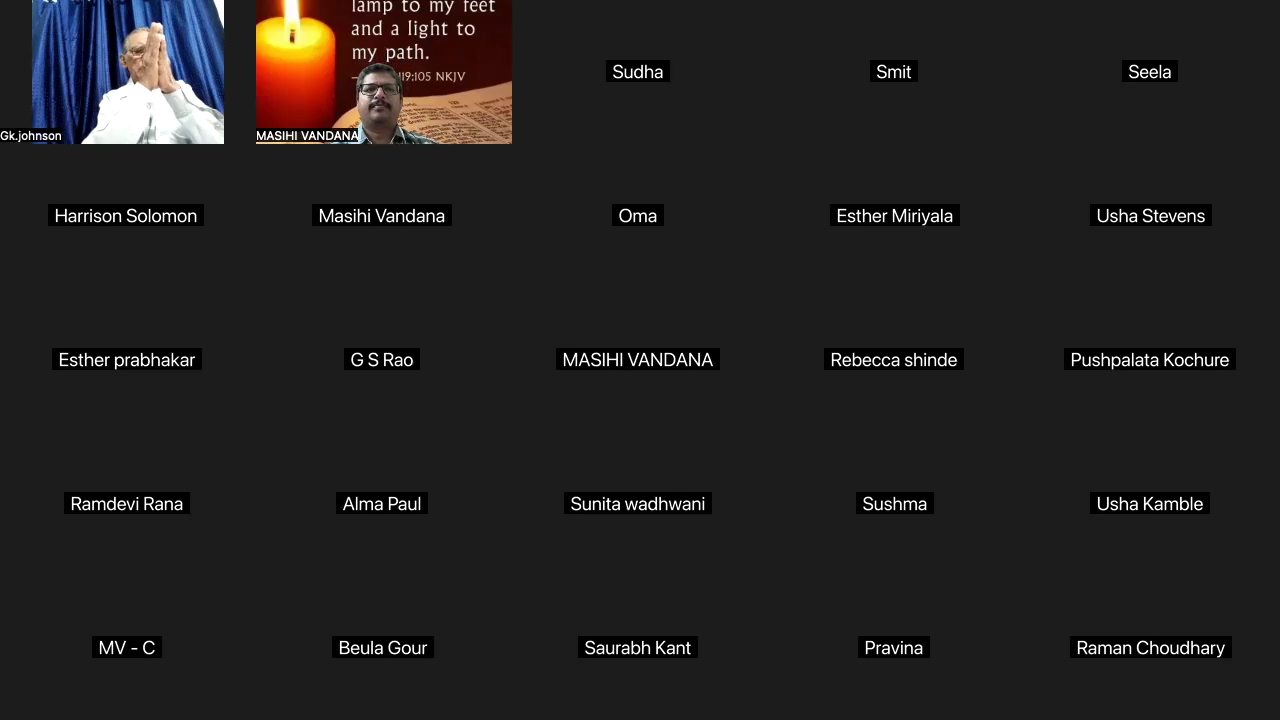 lamp to my feet
and a light to
my path.
119:105 NKJV
Gk.johnson
MASIHI VANDANA
Sudha
Smit
Seela
Harrison Solomon
Masihi Vandana
Oma
Esther Miriyala
Usha Stevens
Esther prabhakar
G S Rao
MASIHI VANDANA
Rebecca shinde
Pushpalata Kochure
Ramdevi Rana
Alma Paul
Sunita wadhwani
Sushma
Usha Kamble
MV - C
Beula Gour
Saurabh Kant
Pravina
Raman Choudhary